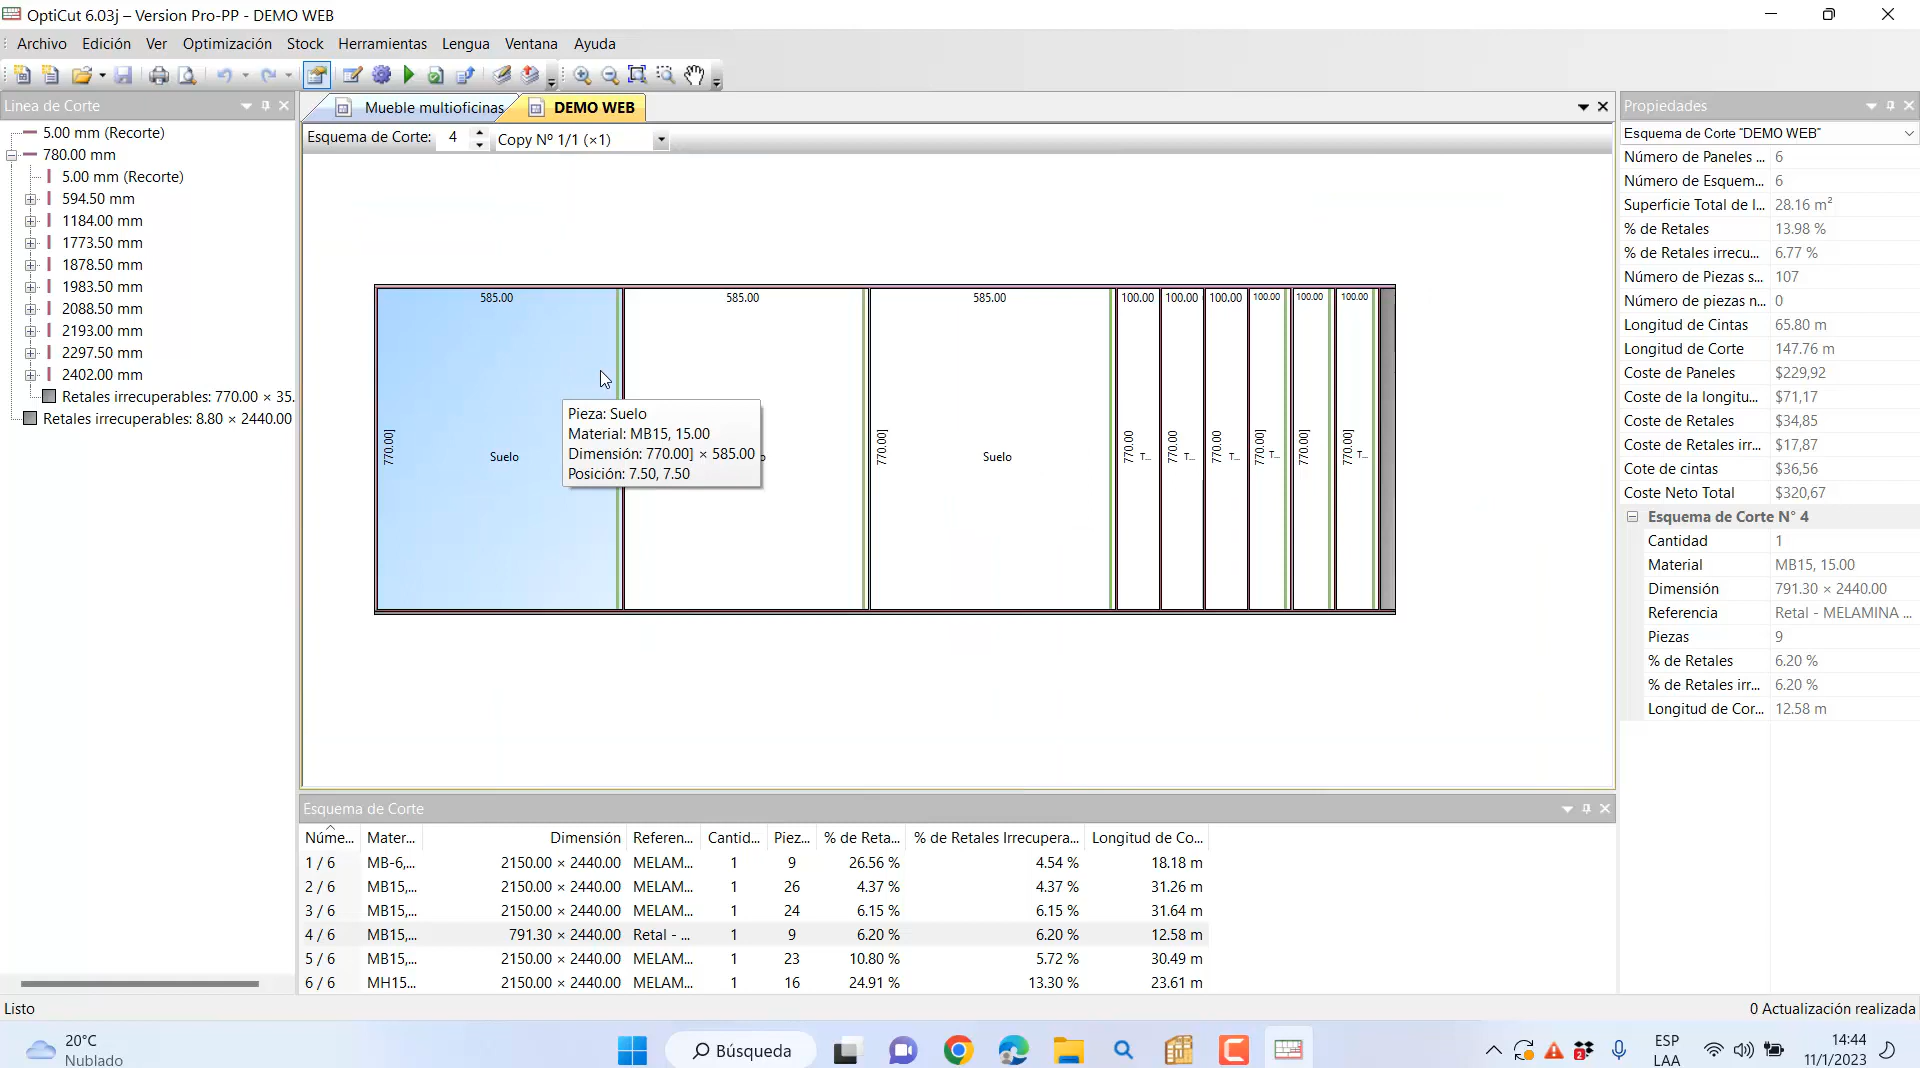 OptiCut 6.03j – Version Pro-PP - DEMO WEB
Archivo Edición Ver Optimización Stock Herramientas Lengua Ventana Ayuda
Linea de Corte
5.00 mm (Recorte)
780.00 mm
5.00 mm (Recorte)
594.50 mm
1184.00 mm
1773.50 mm
1878.50 mm
1983.50 mm
2088.50 mm
2193.00 mm
2297.50 mm
2402.00 mm
Retales irrecuperables: 770.00 × 35.
Retales irrecuperables: 8.80 × 2440.00
Mueble multioficinas DEMO WEB
Esquema de Corte: 4 Copy Nº 1/1 (×1)
585.00 585.00 585.00 100.00 100.00 100.00 100.00 100.00 100.00
770.00] 770.00] 770.00 770.00 770.00 770.00] 770.00] 770.00]
Suelo Suelo T... T... T... T... T...
Pieza: Suelo
Material: MB15, 15.00
Dimensión: 770.00] × 585.00
Posición: 7.50, 7.50
Propiedades
Esquema de Corte "DEMO WEB"
Número de Paneles ... 6
Número de Esquem... 6
Superficie Total de l... 28.16 m²
% de Retales 13.98 %
% de Retales irrecu... 6.77 %
Número de Piezas s... 107
Número de piezas n... 0
Longitud de Cintas 65.80 m
Longitud de Corte 147.76 m
Coste de Paneles $229,92
Coste de la longitu... $71,17
Coste de Retales $34,85
Coste de Retales irr... $17,87
Cote de cintas $36,56
Coste Neto Total $320,67
Esquema de Corte N° 4
Cantidad 1
Material MB15, 15.00
Dimensión 791.30 × 2440.00
Referencia Retal - MELAMINA ...
Piezas 9
% de Retales 6.20 %
% de Retales irr... 6.20 %
Longitud de Cor... 12.58 m
Esquema de Corte
Núme... Mater... Dimensión Referen... Cantid... Piez... % de Reta... % de Retales Irrecupera... Longitud de Co...
1 / 6 MB-6,... 2150.00 × 2440.00 MELAM... 1 9 26.56 % 4.54 % 18.18 m
2 / 6 MB15,... 2150.00 × 2440.00 MELAM... 1 26 4.37 % 4.37 % 31.26 m
3 / 6 MB15,... 2150.00 × 2440.00 MELAM... 1 24 6.15 % 6.15 % 31.64 m
4 / 6 MB15,... 791.30 × 2440.00 Retal - ... 1 9 6.20 % 6.20 % 12.58 m
5 / 6 MB15,... 2150.00 × 2440.00 MELAM... 1 23 10.80 % 5.72 % 30.49 m
6 / 6 MH15... 2150.00 × 2440.00 MELAM... 1 16 24.91 % 13.30 % 23.61 m
Listo
0 Actualización realizada
20°C
Nublado
Búsqueda
2
ESP
LAA
14:44
11/1/2023